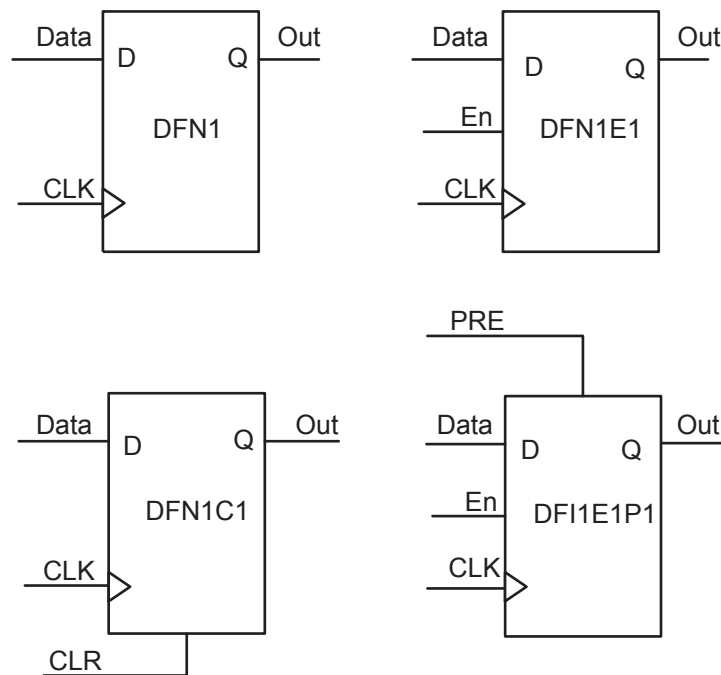 Data
Out
D
Q
DFN1
CLK
Data
Out
D
Q
En
DFN1E1
CLK
Data
Out
D
Q
DFN1C1
CLK
CLR
PRE
Data
Out
D
Q
En
DFI1E1P1
CLK